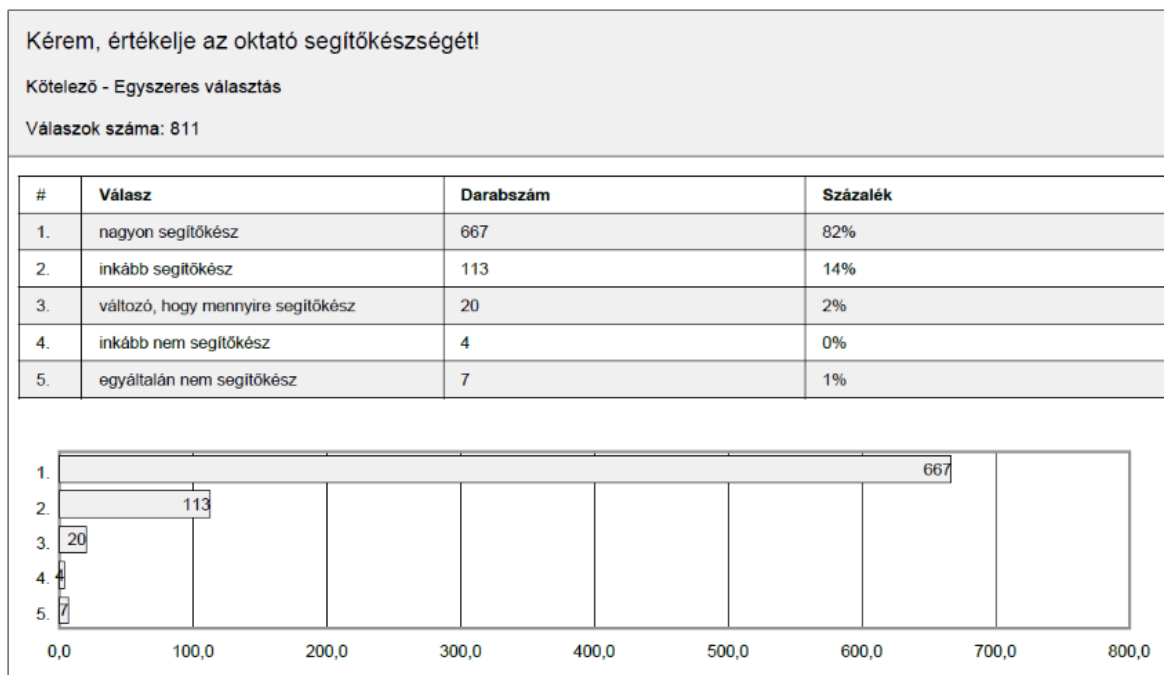 Kérem, értékelje az oktató segítőkészségét!
Kötelező - Egyszeres választás
Válaszok száma: 811
# Válasz Darabszám Százalék
1. nagyon segítőkész 667 82%
2. inkább segítőkész 113 14%
3. változó, hogy mennyire segítőkész 20 2%
4. inkább nem segítőkész 4 0%
5. egyáltalán nem segítőkész 7 1%
1. 667
2. 113
3. 20
4. 4
5. 7
0,0 100,0 200,0 300,0 400,0 500,0 600,0 700,0 800,0